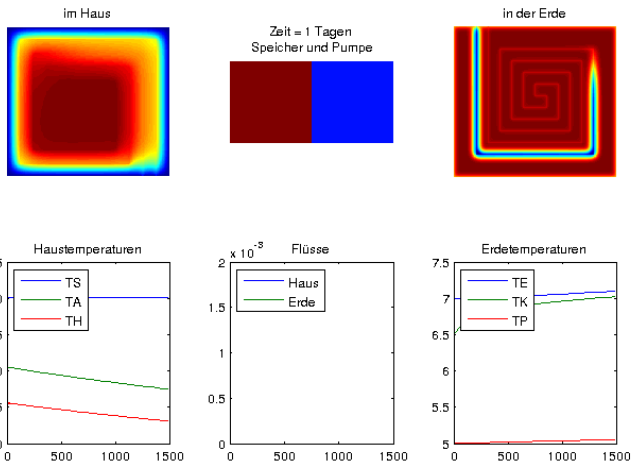 im Haus
Zeit = 1 Tagen
Speicher und Pumpe
in der Erde
Haustemperaturen
TS
TA
TH
0 500 1000 1500
Flüsse
x 10⁻³
2
1.5
1
0.5
0
Haus
Erde
0 500 1000 1500
Erdetemperaturen
7.5
7
6.5
6
5.5
5
TE
TK
TP
0 500 1000 1500